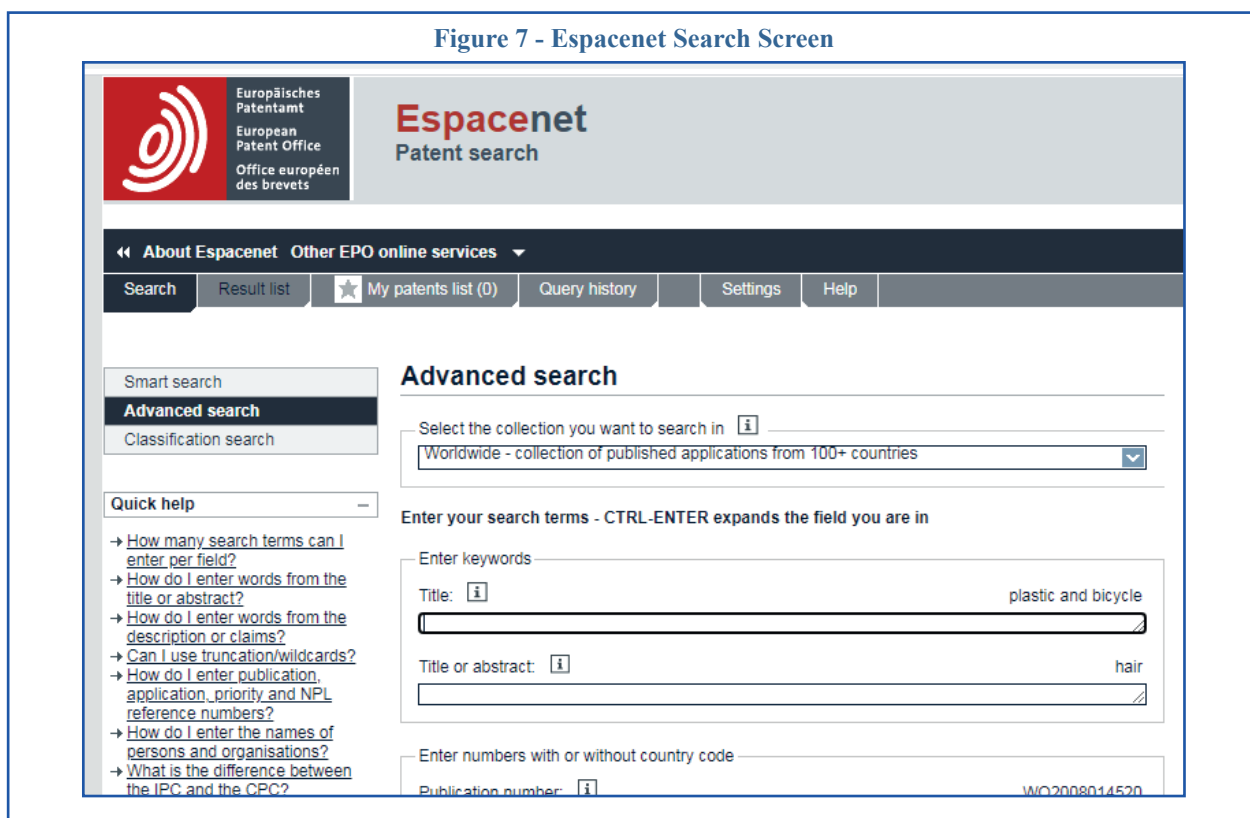 Figure 7 - Espacenet Search Screen
Europäisches
Patentamt
European
Patent Office
Office européen
des brevets
Espacenet
Patent search
About Espacenet Other EPO online services
Search Result list My patents list (0) Query history Settings Help
Smart search
Advanced search
Classification search
Quick help –
→ How many search terms can I
enter per field?
→ How do I enter words from the
title or abstract?
→ How do I enter words from the
description or claims?
→ Can I use truncation/wildcards?
→ How do I enter publication,
application, priority and NPL
reference numbers?
→ How do I enter the names of
persons and organisations?
→ What is the difference between
the IPC and the CPC?
Advanced search
Select the collection you want to search in
Worldwide - collection of published applications from 100+ countries
Enter your search terms - CTRL-ENTER expands the field you are in
Enter keywords
Title: plastic and bicycle
Title or abstract: hair
Enter numbers with or without country code
Publication number: WO2008014520